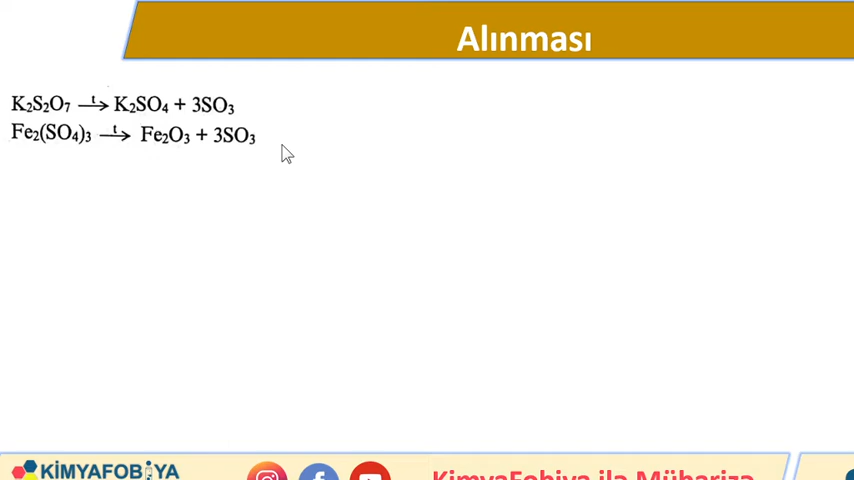 Alınması
K₂S₂O₇ →ᵗ K₂SO₄ + 3SO₃
Fe₂(SO₄)₃ →ᵗ Fe₂O₃ + 3SO₃
KİMYAFOBİYA
KimyaFobiya ilə Mübarizə